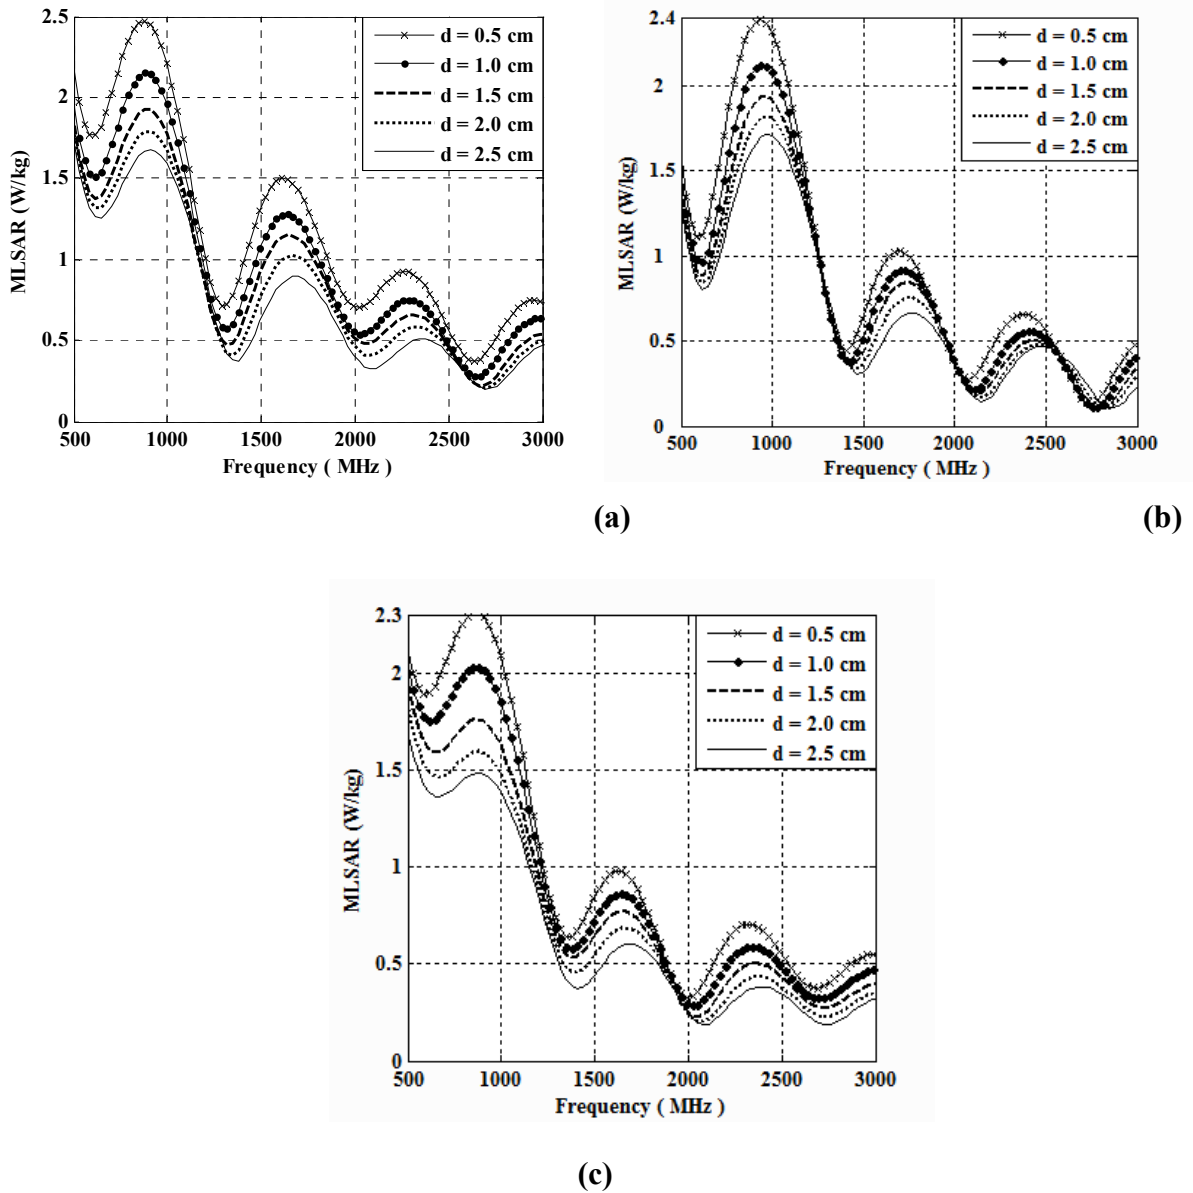 2.5
2
1.5
1
0.5
0
MLSAR (W/kg)
d = 0.5 cm
d = 1.0 cm
d = 1.5 cm
d = 2.0 cm
d = 2.5 cm
500 1000 1500 2000 2500 3000
Frequency ( MHz )
(a)
2.4
2
1.5
1
0.5
0
MLSAR (W/kg)
d = 0.5 cm
d = 1.0 cm
d = 1.5 cm
d = 2.0 cm
d = 2.5 cm
500 1000 1500 2000 2500 3000
Frequency ( MHz )
(b)
2.3
2
1.5
1
0.5
0
MLSAR (W/kg)
d = 0.5 cm
d = 1.0 cm
d = 1.5 cm
d = 2.0 cm
d = 2.5 cm
500 1000 1500 2000 2500 3000
Frequency ( MHz )
(c)